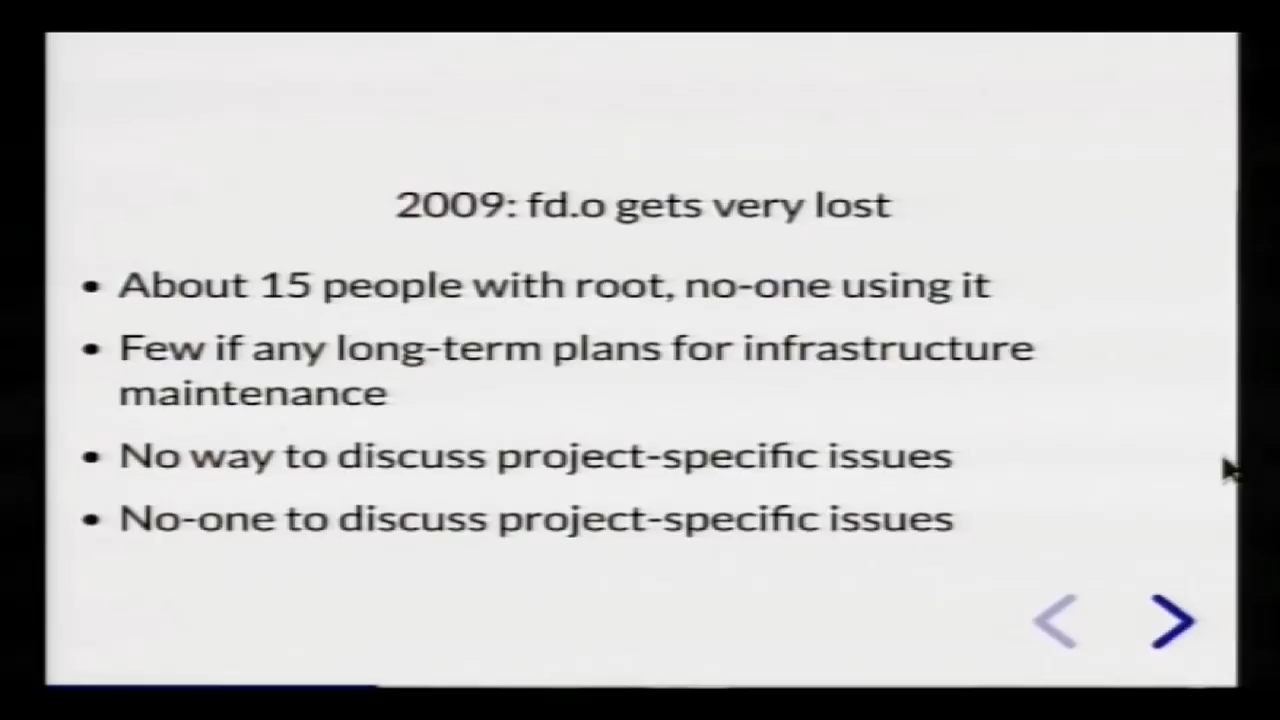 2009: fd.o gets very lost
• About 15 people with root, no-one using it
• Few if any long-term plans for infrastructure
maintenance
• No way to discuss project-specific issues
• No-one to discuss project-specific issues